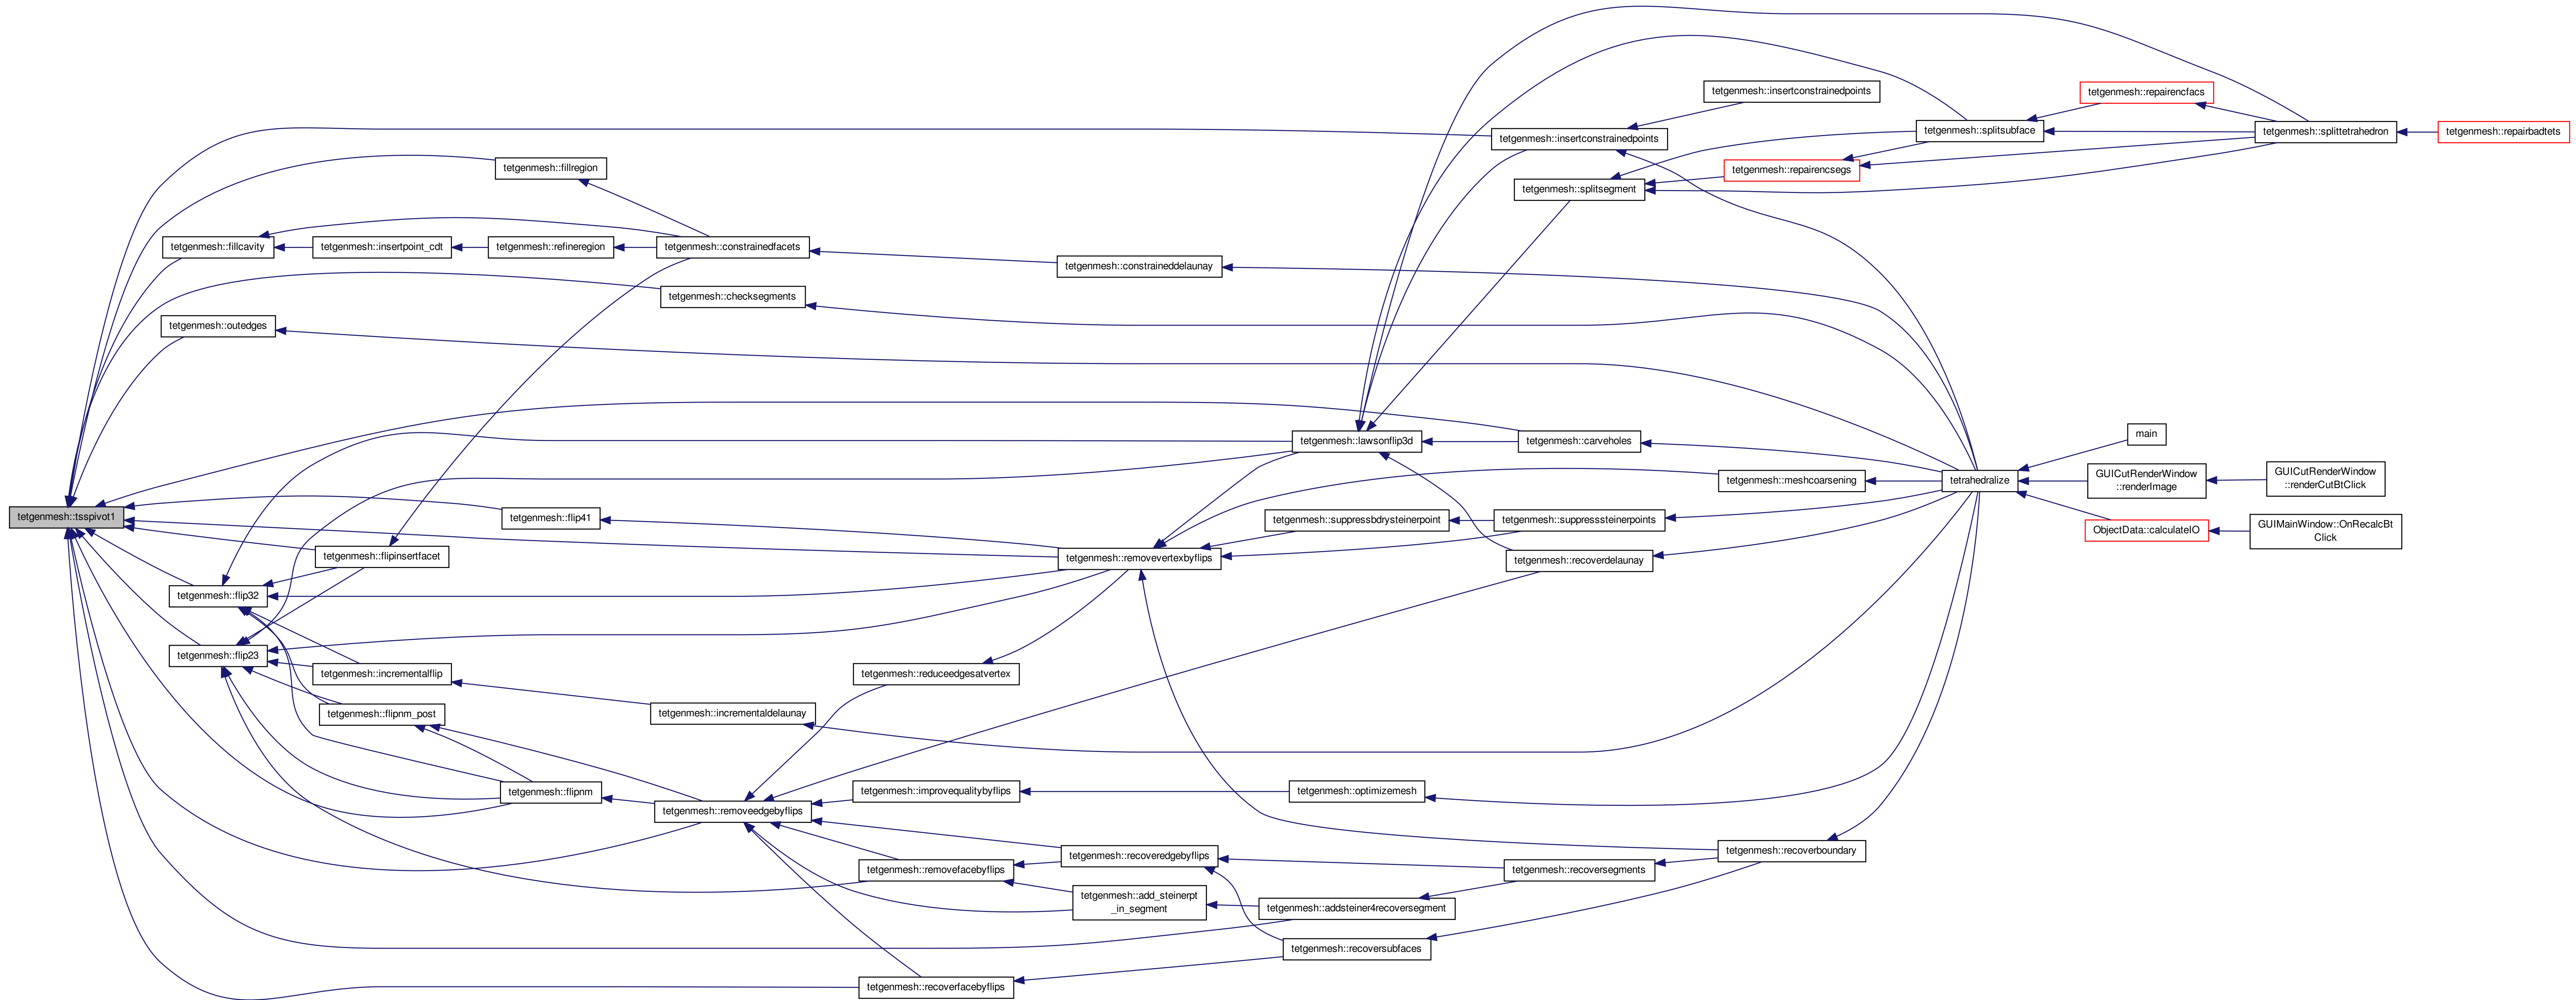 tetgenmesh::insertconstrainedpoints
tetgenmesh::repairencfacs
tetgenmesh::splitsubface
tetgenmesh::splittetrahedron
tetgenmesh::repairbadtets
tetgenmesh::insertconstrainedpoints
tetgenmesh::fillregion
tetgenmesh::repairencsegs
tetgenmesh::splitsegment
tetgenmesh::fillcavity
tetgenmesh::insertpoint_cdt
tetgenmesh::refineregion
tetgenmesh::constrainedfacets
tetgenmesh::constraineddelaunay
tetgenmesh::checksegments
tetgenmesh::outedges
main
tetgenmesh::lawsonflip3d
tetgenmesh::carveholes
tetgenmesh::meshcoarsening
tetrahedralize
GUICutRenderWindow
::renderImage
GUICutRenderWindow
::renderCutBtClick
tetgenmesh::tsspivot1
tetgenmesh::flip41
tetgenmesh::suppressbdrysteinerpoint
tetgenmesh::suppresssteinerpoints
ObjectData::calculateIO
GUIMainWindow::OnRecalcBt
Click
tetgenmesh::flipinsertfacet
tetgenmesh::removevertexbyflips
tetgenmesh::recoverdelaunay
tetgenmesh::flip32
tetgenmesh::flip23
tetgenmesh::incrementalflip
tetgenmesh::reduceedgesatvertex
tetgenmesh::flipnm_post
tetgenmesh::incrementaldelaunay
tetgenmesh::flipnm
tetgenmesh::removeedgebyflips
tetgenmesh::improvequalitybyflips
tetgenmesh::optimizemesh
tetgenmesh::recoverboundary
tetgenmesh::removefacebyflips
tetgenmesh::recoveredgebyflips
tetgenmesh::recoversegments
tetgenmesh::add_steinerpt
_in_segment
tetgenmesh::addsteiner4recoversegment
tetgenmesh::recoversubfaces
tetgenmesh::recoverfacebyflips